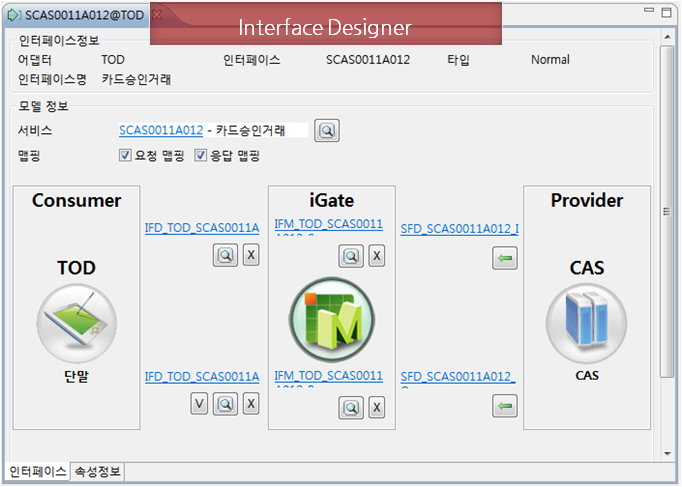 SCAS0011A012@TOD
Interface Designer
인터페이스정보
어댑터 TOD 인터페이스 SCAS0011A012 타입 Normal
인터페이스명 카드승인거래
모델 정보
서비스 SCAS0011A012 - 카드승인거래
맵핑 요청 맵핑 응답 맵핑
Consumer iGate Provider
IFD_TOD_SCAS0011A IFM_TOD_SCAS0011 SFD_SCAS0011A012_I
X X
TOD CAS
단말 CAS
IFD_TOD_SCAS0011A IFM_TOD_SCAS0011 SFD_SCAS0011A012_
V X X
인터페이스 속성정보